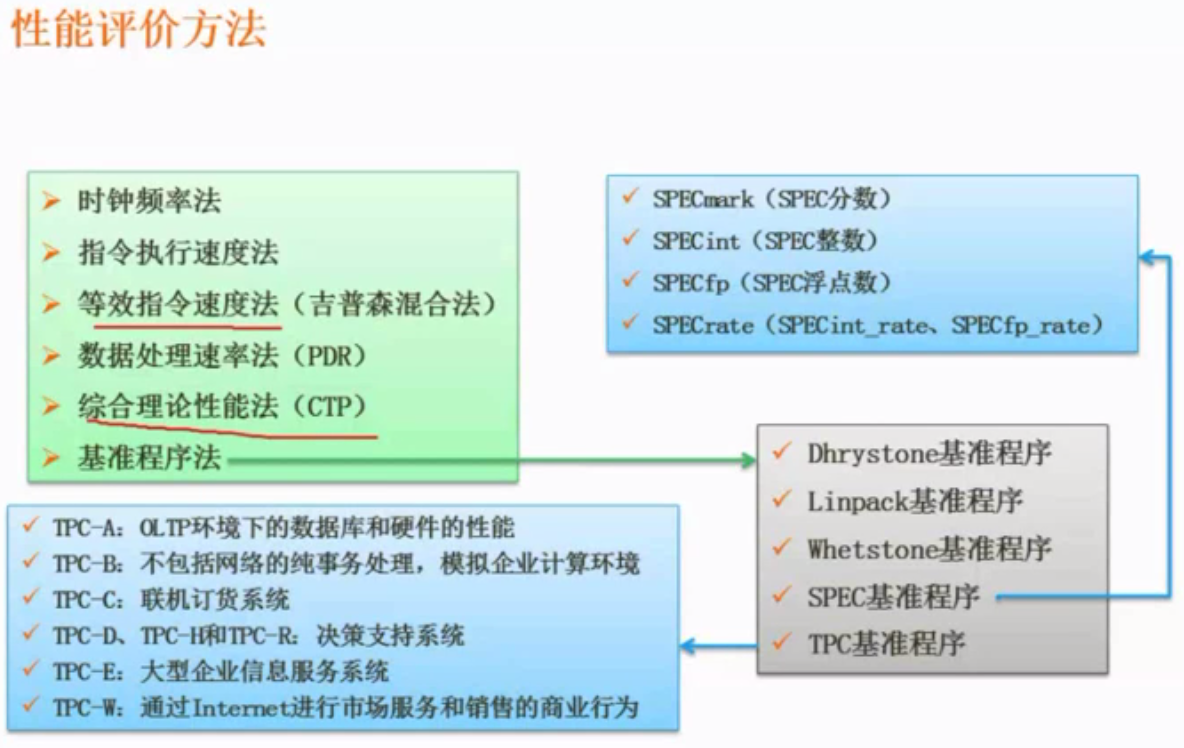 性能评价方法
时钟频率法
指令执行速度法
等效指令速度法（吉普森混合法）
数据处理速率法（PDR）
综合理论性能法（CTP）
基准程序法
SPECmark（SPEC分数）
SPECint（SPEC整数）
SPECfp（SPEC浮点数）
SPECrate（SPECint_rate、SPECfp_rate）
Dhrystone基准程序
Linpack基准程序
Whetstone基准程序
SPEC基准程序
TPC基准程序
TPC-A：OLTP环境下的数据库和硬件的性能
TPC-B：不包括网络的纯事务处理，模拟企业计算环境
TPC-C：联机订货系统
TPC-D、TPC-H和TPC-R：决策支持系统
TPC-E：大型企业信息服务系统
TPC-W：通过Internet进行市场服务和销售的商业行为